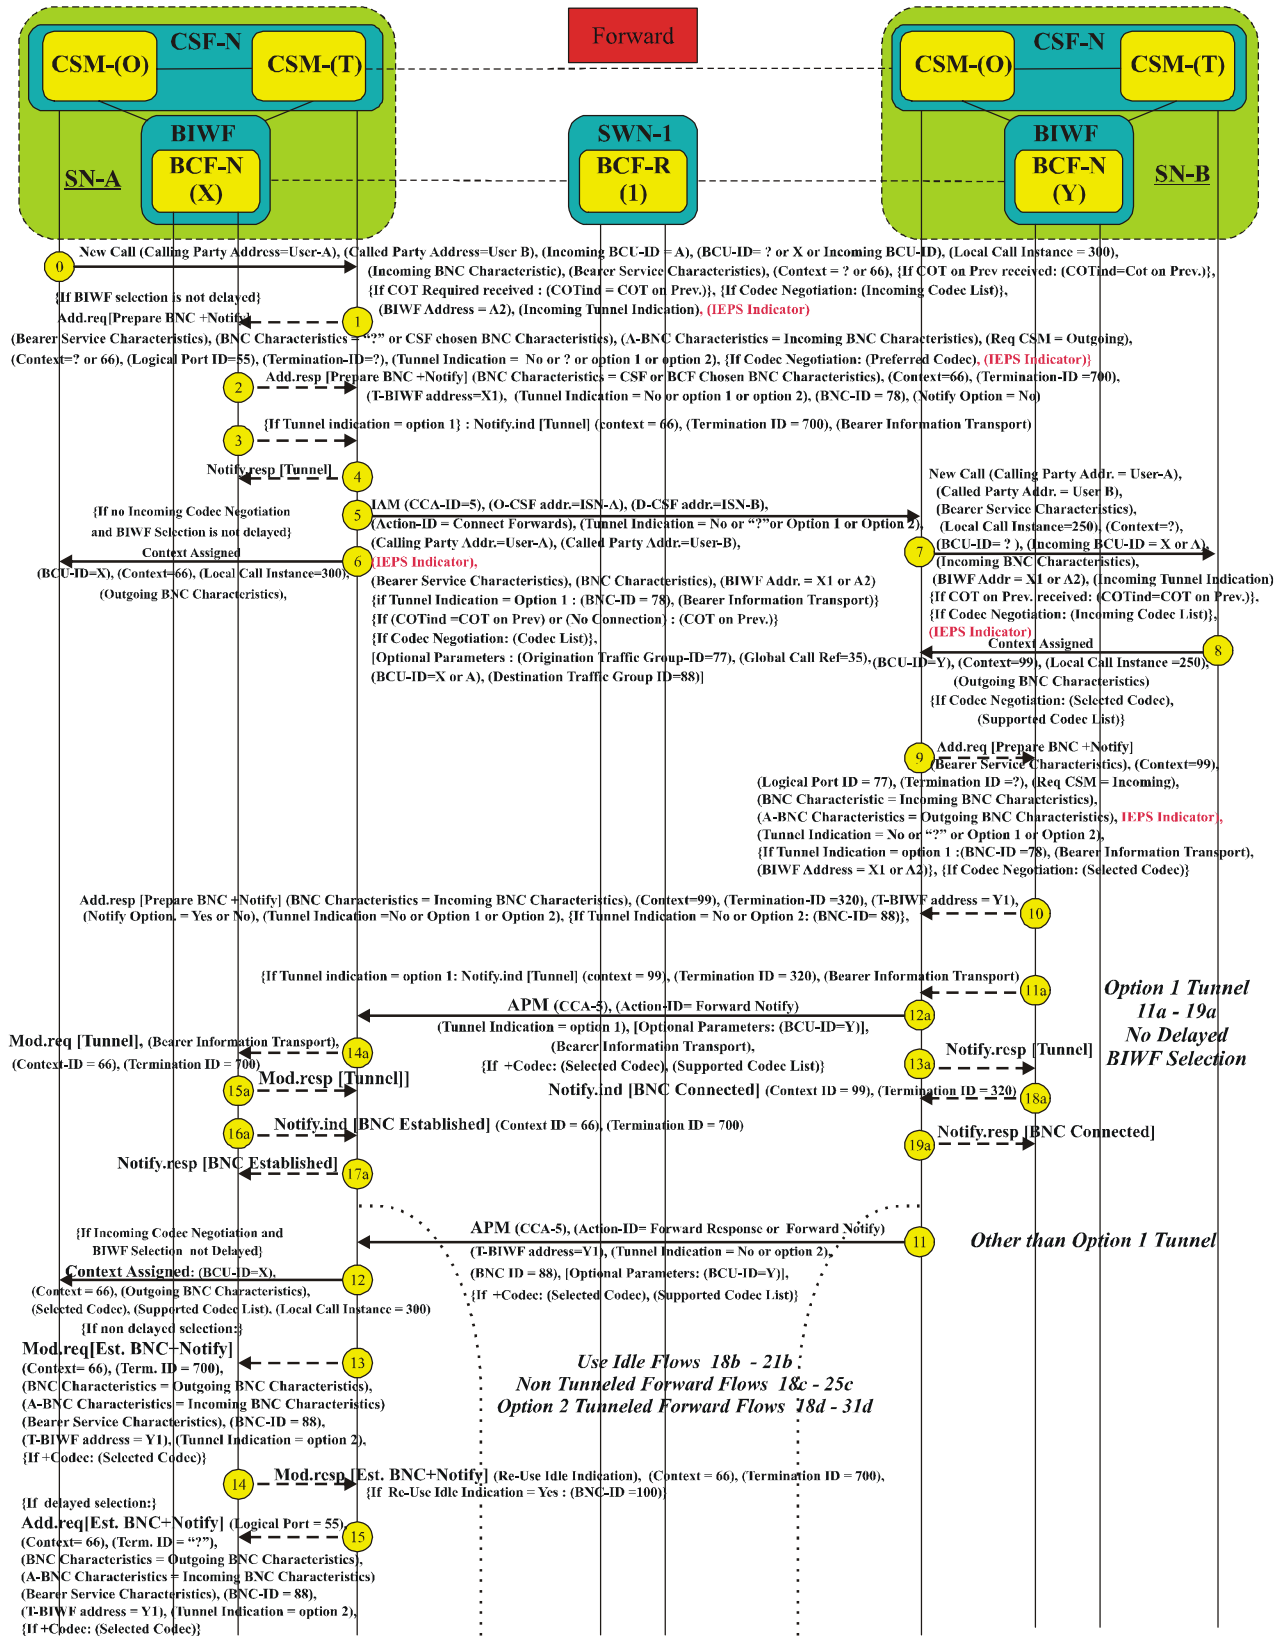 CSF-N
CSM-(O)
CSM-(T)
BIWF
BCF-N
(X)
SN-A
Forward
SWN-1
BCF-R
(1)
CSF-N
CSM-(O)
CSM-(T)
BIWF
BCF-N
(Y)
SN-B
0
New Call (Calling Party Address=User-A), (Called Party Address=User B), (Incoming BCU-ID = A), (BCU-ID= ? or X or Incoming BCU-ID), (Local Call Instance = 300),
(Incoming BNC Characteristic), (Bearer Service Characteristics), (Context = ? or 66), {If COT on Prev received: (COTind=Cot on Prev.)},
{If COT Required received : (COTind = COT on Prev.)}, {If Codec Negotiation: (Incoming Codec List)},
(BIWF Address = A2), (Incoming Tunnel Indication), (IEPS Indicator)
{If BIWF selection is not delayed}
Add.req[Prepare BNC +Notify]
1
(Bearer Service Characteristics), (BNC Characteristics = “?” or CSF chosen BNC Characteristics), (A-BNC Characteristics = Incoming BNC Characteristics), (Req CSM = Outgoing),
(Context=? or 66), (Logical Port ID=55), (Termination-ID=?), (Tunnel Indication = No or ? or option 1 or option 2), {If Codec Negotiation: (Preferred Codec), (IEPS Indicator)}
2
Add.resp [Prepare BNC +Notify] (BNC Characteristics = CSF or BCF Chosen BNC Characteristics), (Context=66), (Termination-ID =700),
(T-BIWF address=X1), (Tunnel Indication = No or option 1 or option 2), (BNC-ID = 78), (Notify Option = No)
3
{If Tunnel indication = option 1} : Notify.ind [Tunnel] (context = 66), (Termination ID = 700), (Bearer Information Transport)
Notify.resp [Tunnel]
4
5
IAM (CCA-ID=5), (O-CSF addr.=ISN-A), (D-CSF addr.=ISN-B),
(Action-ID = Connect Forwards), (Tunnel Indication = No or “?”or Option 1 or Option 2),
(Calling Party Addr.=User-A), (Called Party Addr.=User-B),
(IEPS Indicator),
(Bearer Service Characteristics), (BNC Characteristics), (BIWF Addr. = X1 or A2)
{if Tunnel Indication = Option 1 : (BNC-ID = 78), (Bearer Information Transport)}
{If (COTind =COT on Prev) or (No Connection} : (COT on Prev.)}
{If Codec Negotiation: (Codec List)},
[Optional Parameters : (Origination Traffic Group-ID=77), (Global Call Ref=35),
(BCU-ID=X or A), (Destination Traffic Group ID=88)]
{If no Incoming Codec Negotiation
and BIWF Selection is not delayed}
Context Assigned
6
(BCU-ID=X), (Context=66), (Local Call Instance=300),
(Outgoing BNC Characteristics),
7
New Call (Calling Party Addr. = User-A),
(Called Party Addr. = User B),
(Bearer Service Characteristics),
(Local Call Instance=250), (Context=?),
(BCU-ID= ? ), (Incoming BCU-ID = X or A),
(Incoming BNC Characteristics),
(BIWF Addr = X1 or A2), (Incoming Tunnel Indication)
{If COT on Prev. received: (COTind=COT on Prev.)},
{If Codec Negotiation: (Incoming Codec List)},
(IEPS Indicator)
Context Assigned
8
(BCU-ID=Y), (Context=99), (Local Call Instance =250),
(Outgoing BNC Characteristics)
{If Codec Negotiation: (Selected Codec),
(Supported Codec List)}
9
Add.req [Prepare BNC +Notify]
(Bearer Service Characteristics), (Context=99),
(Logical Port ID = 77), (Termination ID =?), (Req CSM = Incoming),
(BNC Characteristic = Incoming BNC Characteristics),
(A-BNC Characteristics = Outgoing BNC Characteristics), IEPS Indicator),
(Tunnel Indication = No or “?” or Option 1 or Option 2),
{If Tunnel Indication = option 1 :(BNC-ID =78), (Bearer Information Transport),
(BIWF Address = X1 or A2)}, {If Codec Negotiation: (Selected Codec)}
Add.resp [Prepare BNC +Notify] (BNC Characteristics = Incoming BNC Characteristics), (Context=99), (Termination-ID =320), (T-BIWF address = Y1),
(Notify Option. = Yes or No), (Tunnel Indication =No or Option 1 or Option 2), {If Tunnel Indication = No or Option 2: (BNC-ID= 88)},
10
{If Tunnel indication = option 1: Notify.ind [Tunnel] (context = 99), (Termination ID = 320), (Bearer Information Transport)
11a
Option 1 Tunnel
11a - 19a
No Delayed
BIWF Selection
APM (CCA-5), (Action-ID= Forward Notify)
12a
(Tunnel Indication = option 1), [Optional Parameters: (BCU-ID=Y)],
(Bearer Information Transport),
{If +Codec: (Selected Codec), (Supported Codec List)}
13a
Notify.resp [Tunnel]
Mod.req [Tunnel], (Bearer Information Transport),
14a
(Context-ID = 66), (Termination ID = 700)
15a
Mod.resp [Tunnel]]
Notify.ind [BNC Connected] (Context ID = 99), (Termination ID = 320)
18a
16a
Notify.ind [BNC Established] (Context ID = 66), (Termination ID = 700)
19a
Notify.resp [BNC Connected]
Notify.resp [BNC Established]
17a
APM (CCA-5), (Action-ID= Forward Response or Forward Notify)
11
Other than Option 1 Tunnel
(T-BIWF address=Y1), (Tunnel Indication = No or option 2),
(BNC ID = 88), [Optional Parameters: (BCU-ID=Y)],
{If +Codec: (Selected Codec), (Supported Codec List)}
{If Incoming Codec Negotiation and
BIWF Selection not Delayed}
Context Assigned: (BCU-ID=X),
12
(Context = 66), (Outgoing BNC Characteristics),
(Selected Codec), (Supported Codec List), (Local Call Instance = 300)
{If non delayed selection:}
Mod.req[Est. BNC+Notify]
13
(Context= 66), (Term. ID = 700),
(BNC Characteristics = Outgoing BNC Characteristics),
(A-BNC Characteristics = Incoming BNC Characteristics)
(Bearer Service Characteristics), (BNC-ID = 88),
(T-BIWF address = Y1), (Tunnel Indication = option 2),
{If +Codec: (Selected Codec)}
Use Idle Flows 18b - 21b
Non Tunneled Forward Flows 18c - 25c
Option 2 Tunneled Forward Flows 18d - 31d
14
Mod.resp [Est. BNC+Notify] (Re-Use Idle Indication), (Context = 66), (Termination ID = 700),
{If Re-Use Idle Indication = Yes : (BNC-ID =100)}
{If delayed selection:}
Add.req[Est. BNC+Notify] (Logical Port = 55),
15
(Context= 66), (Term. ID = “?”),
(BNC Characteristics = Outgoing BNC Characteristics),
(A-BNC Characteristics = Incoming BNC Characteristics)
(Bearer Service Characteristics), (BNC-ID = 88),
(T-BIWF address = Y1), (Tunnel Indication = option 2),
{If +Codec: (Selected Codec)}